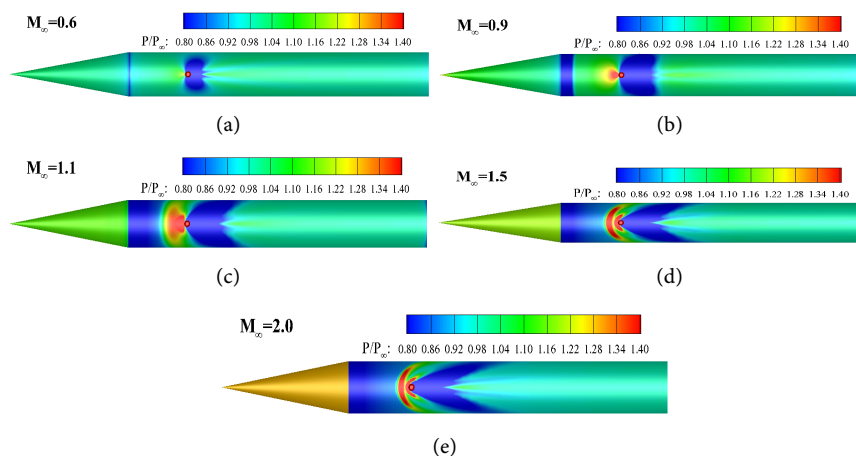 M∞=0.6
P/P∞: 0.80 0.86 0.92 0.98 1.04 1.10 1.16 1.22 1.28 1.34 1.40
(a)
M∞=0.9
P/P∞: 0.80 0.86 0.92 0.98 1.04 1.10 1.16 1.22 1.28 1.34 1.40
(b)
M∞=1.1
P/P∞: 0.80 0.86 0.92 0.98 1.04 1.10 1.16 1.22 1.28 1.34 1.40
(c)
M∞=1.5
P/P∞: 0.80 0.86 0.92 0.98 1.04 1.10 1.16 1.22 1.28 1.34 1.40
(d)
M∞=2.0
P/P∞: 0.80 0.86 0.92 0.98 1.04 1.10 1.16 1.22 1.28 1.34 1.40
(e)